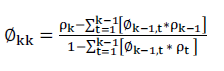 ∅kk = ρk−∑t=1k−1[∅k−1,t*ρk−1] / 1−∑t=1k−1[∅k−1,t* ρt]